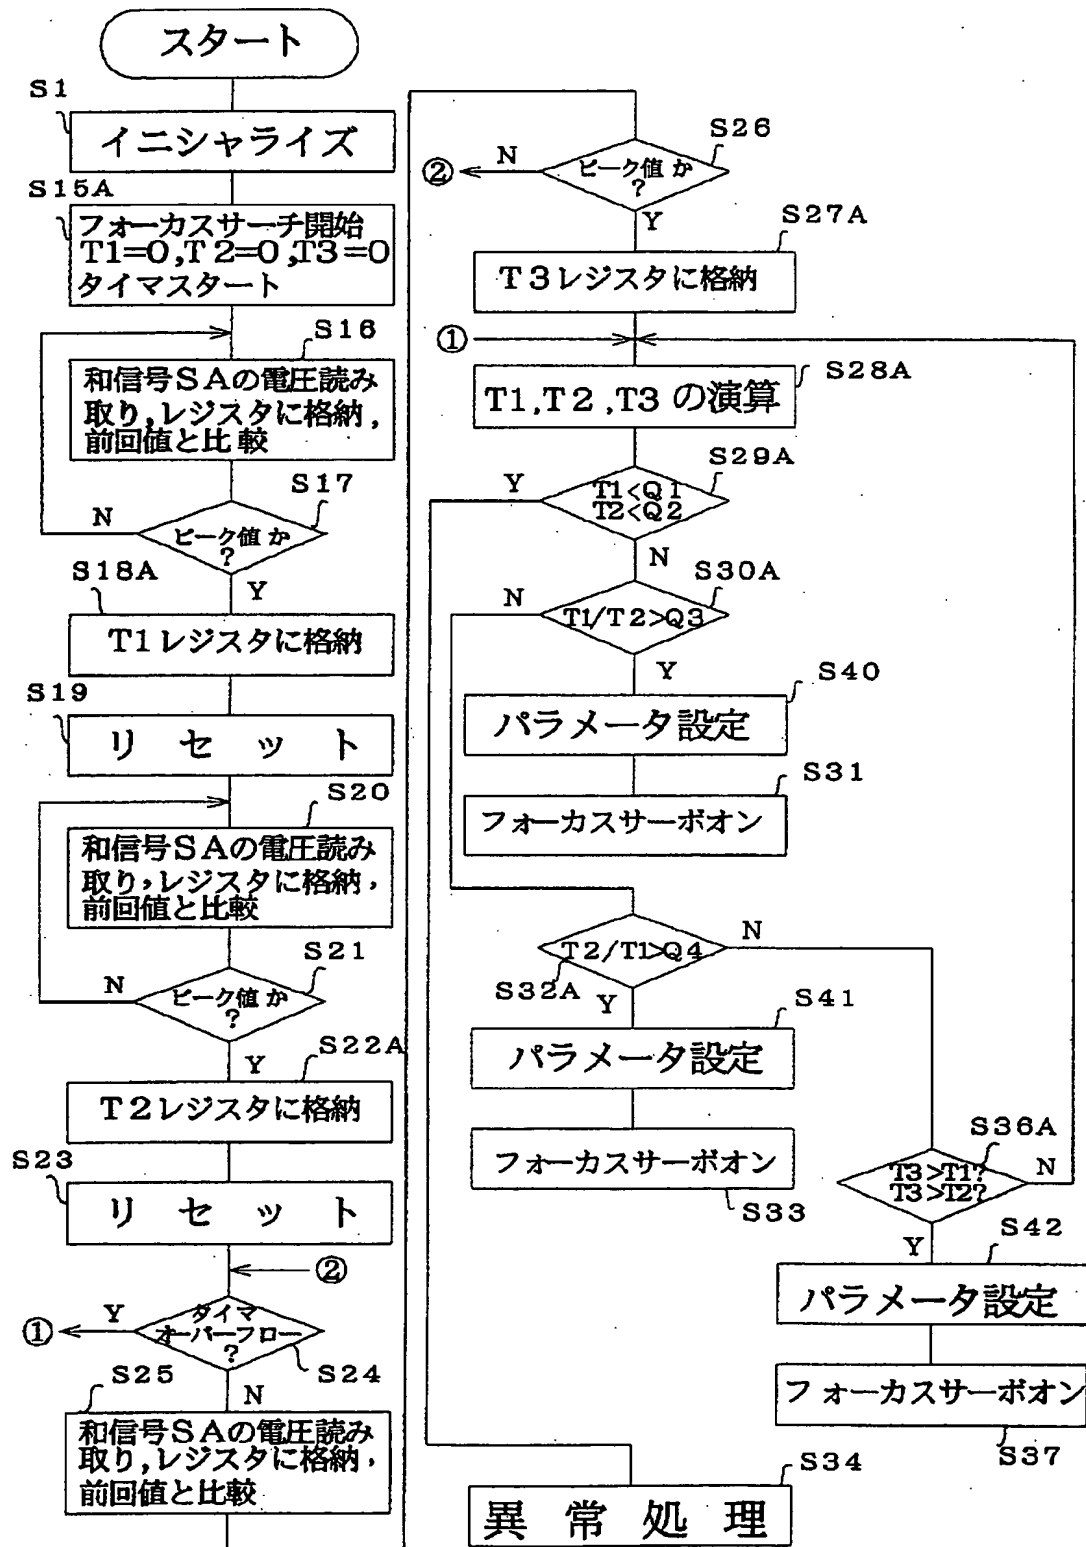 スタート
S1
イニシャライズ
S15A
フォーカスサーチ開始
T1=0,T2=0,T3=0
タイマスタート
S16
和信号SAの電圧読み
取り,レジスタに格納,
前回値と比較
S17
ピーク値か
?
N
Y
S18A
T1レジスタに格納
S19
リセット
S20
和信号SAの電圧読み
取り,レジスタに格納,
前回値と比較
S21
ピーク値か
?
N
Y
S22A
T2レジスタに格納
S23
リセット
②
タイマ
オーバーフロー
?
Y
①
S24
N
S25
和信号SAの電圧読み
取り,レジスタに格納,
前回値と比較
S26
ピーク値か
?
N
②
Y
S27A
T3レジスタに格納
①
S28A
T1,T2,T3の演算
S29A
T1<Q1
T2<Q2
Y
N
S30A
T1/T2>Q3
N
Y
S40
パラメータ設定
S31
フォーカスサーボオン
T2/T1>Q4
N
S32A
Y
S41
パラメータ設定
フォーカスサーボオン
S33
S36A
T3>T1?
T3>T2?
N
Y
S42
パラメータ設定
フォーカスサーボオン
S37
S34
異常処理